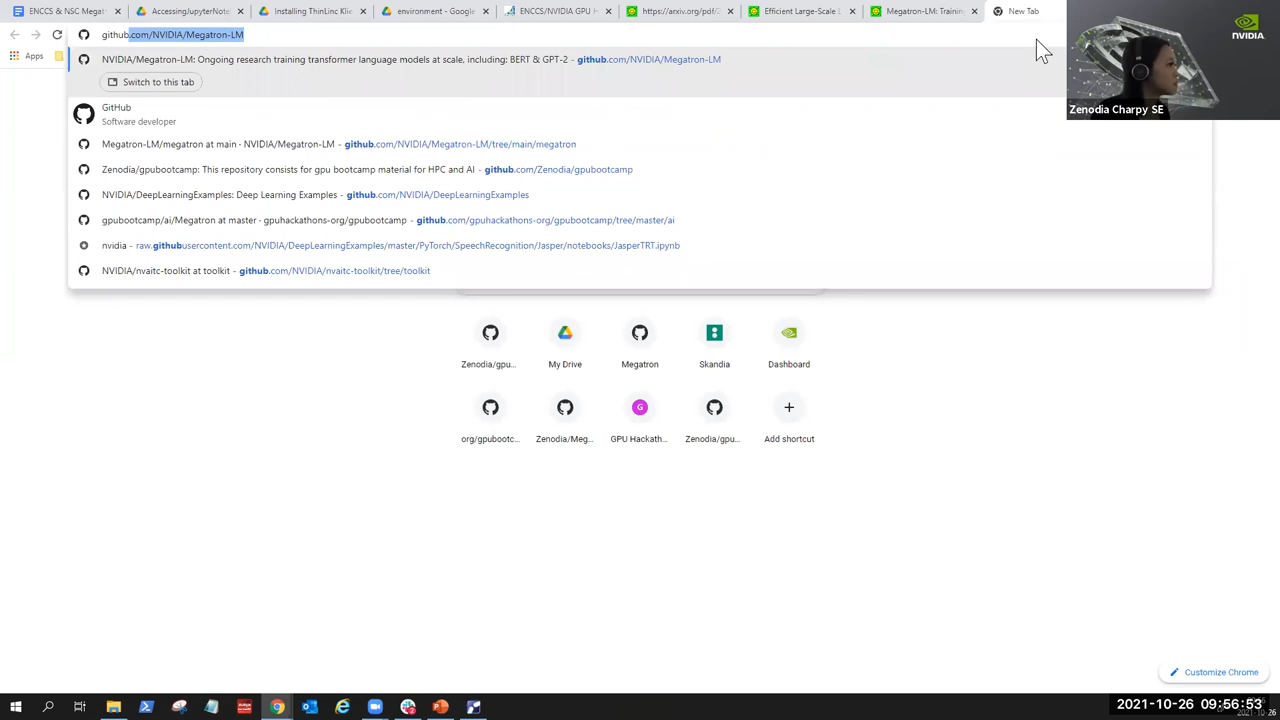 ENCCS & NSC Megat
AccessingJupyterNote
Installing ThinLinc Klie
environment - Google
ENCCS/NVIDIA GPU H
https://arxiv.org/pdf/2
Efficient Large-Scale L
Megatron-LM: Training
New Tab
github.com/NVIDIA/Megatron-LM
Apps
NVIDIA/Megatron-LM: Ongoing research training transformer language models at scale, including: BERT & GPT-2 - github.com/NVIDIA/Megatron-LM
Switch to this tab
GitHub
Software developer
Megatron-LM/megatron at main · NVIDIA/Megatron-LM - github.com/NVIDIA/Megatron-LM/tree/main/megatron
Zenodia/gpubootcamp: This repository consists for gpu bootcamp material for HPC and AI - github.com/Zenodia/gpubootcamp
NVIDIA/DeepLearningExamples: Deep Learning Examples - github.com/NVIDIA/DeepLearningExamples
gpubootcamp/ai/Megatron at master · gpuhackathons-org/gpubootcamp - github.com/gpuhackathons-org/gpubootcamp/tree/master/ai
nvidia - raw.githubusercontent.com/NVIDIA/DeepLearningExamples/master/PyTorch/SpeechRecognition/Jasper/notebooks/JasperTRT.ipynb
NVIDIA/nvaitc-toolkit at toolkit - github.com/NVIDIA/nvaitc-toolkit/tree/toolkit
NVIDIA
Zenodia Charpy SE
Zenodia/gpu...
My Drive
Megatron
Skandia
Dashboard
org/gpubootc...
Zenodia/Meg...
GPU Hackath...
Zenodia/gpu...
Add shortcut
Customize Chrome
2021-10-26 09:56:53
2021-10-26